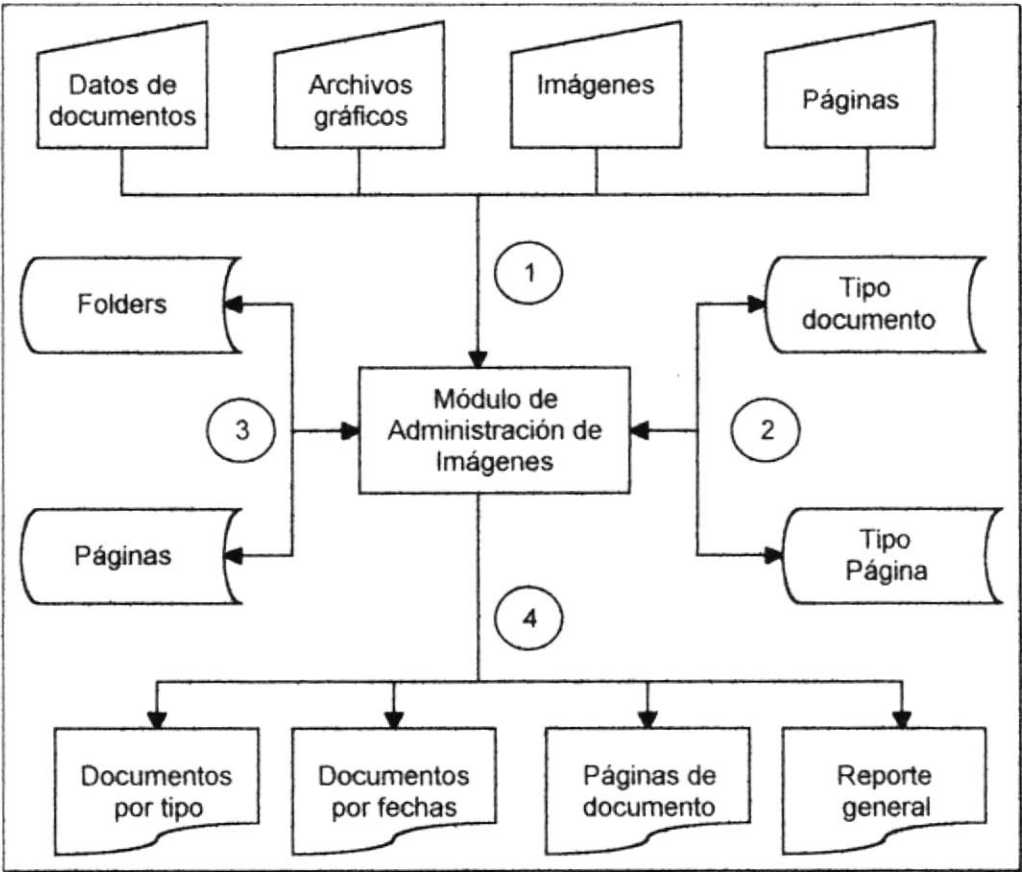 Datos de
documentos
Archivos
gráficos
Imágenes
Páginas
1
Folders
Tipo
documento
3
Módulo de
Administración de
Imágenes
2
Páginas
Tipo
Página
4
Documentos
por tipo
Documentos
por fechas
Páginas de
documento
Reporte
general